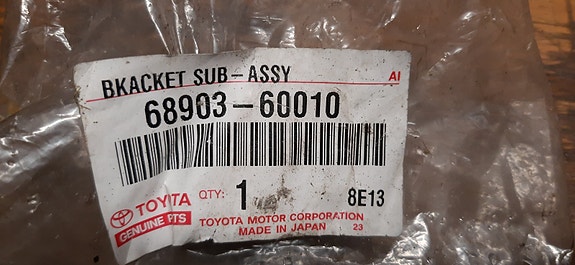 BKACKET SUB-ASSY
AI
68903-60010
TOYOTA
GENUINE PTS
QTY: 1
8E13
TOYOTA MOTOR CORPORATION
MADE IN JAPAN 23